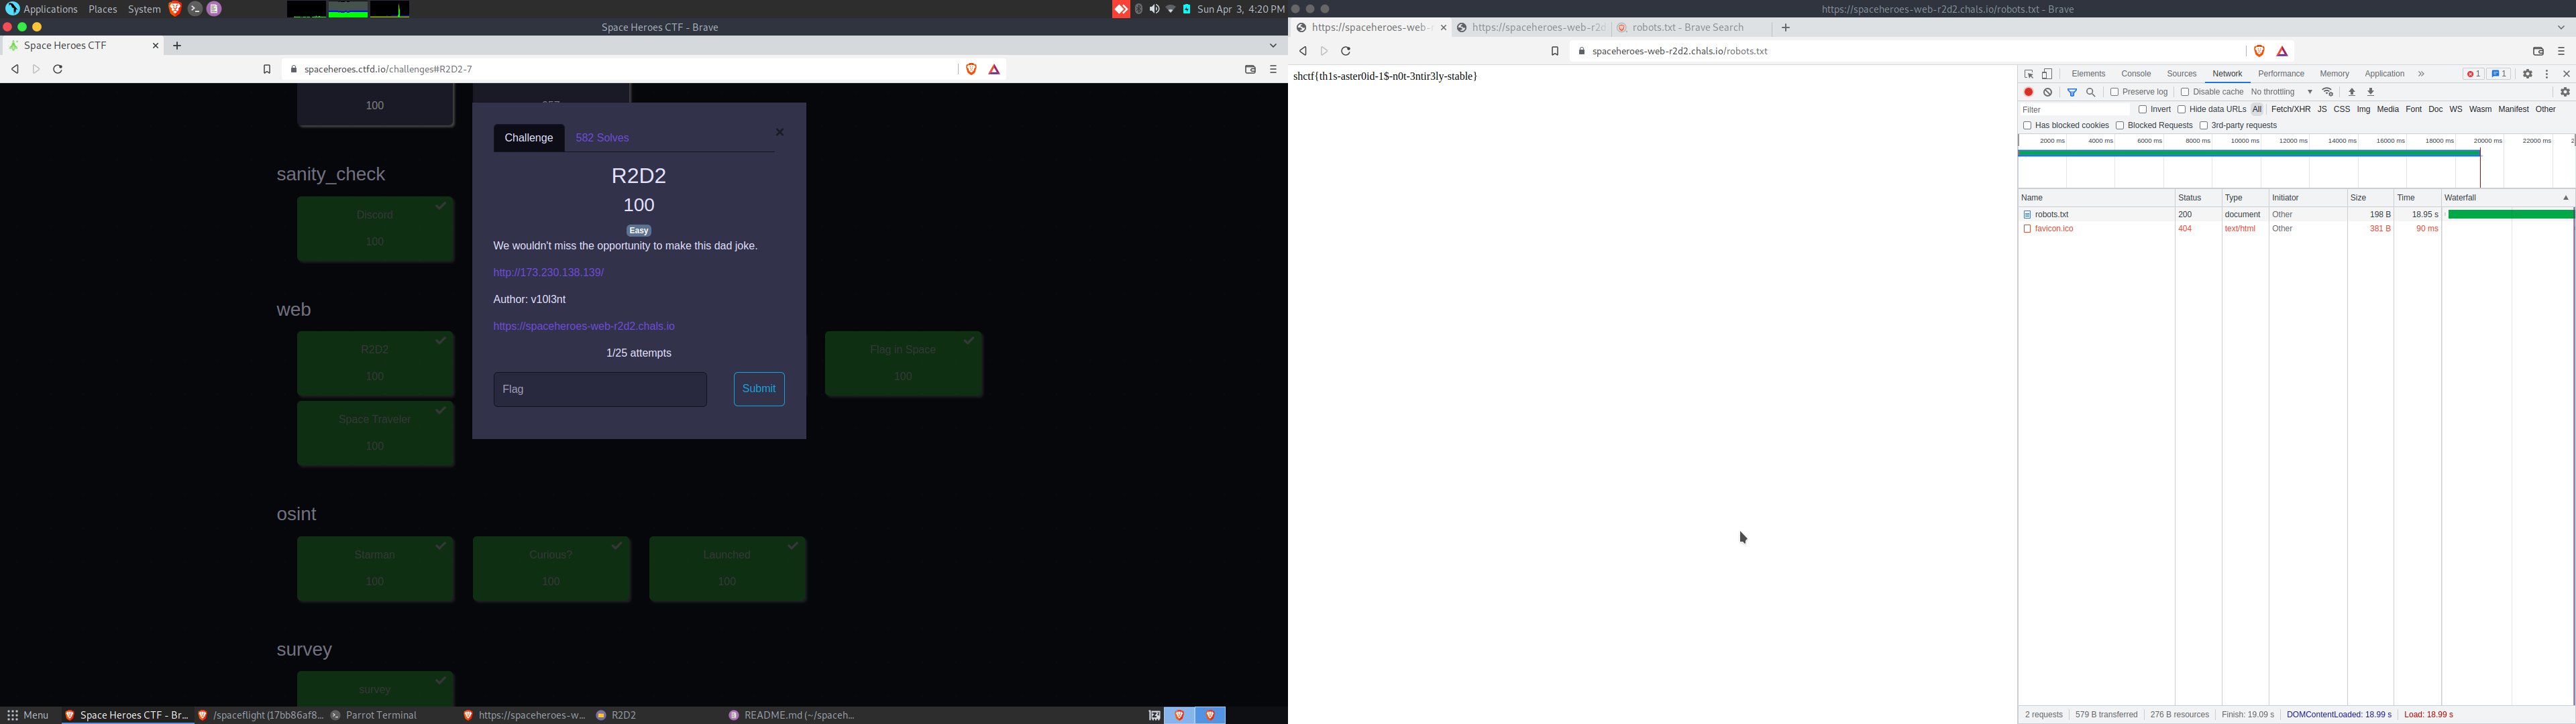 Applications Places System
Sun Apr 3, 4:20 PM
Space Heroes CTF - Brave
Space Heroes CTF
spaceheroes.ctfd.io/challenges#R2D2-7
100
sanity_check
Discord
100
web
R2D2
100
Flag in Space
100
Space Traveler
100
osint
Starman
100
Curious?
100
Launched
100
survey
survey
Challenge
582 Solves
R2D2
100
Easy
We wouldn't miss the opportunity to make this dad joke.
http://173.230.138.139/
Author: v10l3nt
https://spaceheroes-web-r2d2.chals.io
1/25 attempts
Flag
Submit
Menu
Space Heroes CTF - Br...
/spaceflight (17bb86af8...
Parrot Terminal
https://spaceheroes-w...
R2D2
README.md (~/spaceh...
https://spaceheroes-web-r2d2.chals.io/robots.txt - Brave
https://spaceheroes-web-
https://spaceheroes-web-r2d
robots.txt - Brave Search
spaceheroes-web-r2d2.chals.io/robots.txt
shctf{th1s-aster0id-1$-n0t-3ntir3ly-stable}
Elements Console Sources Network Performance Memory Application » 1 1
Preserve log Disable cache No throttling
Filter Invert Hide data URLs All Fetch/XHR JS CSS Img Media Font Doc WS Wasm Manifest Other
Has blocked cookies Blocked Requests 3rd-party requests
2000 ms 4000 ms 6000 ms 8000 ms 10000 ms 12000 ms 14000 ms 16000 ms 18000 ms 20000 ms 22000 ms
Name Status Type Initiator Size Time Waterfall
robots.txt 200 document Other 198 B 18.95 s
favicon.ico 404 text/html Other 381 B 90 ms
2 requests 579 B transferred 276 B resources Finish: 19.09 s DOMContentLoaded: 18.99 s Load: 18.99 s